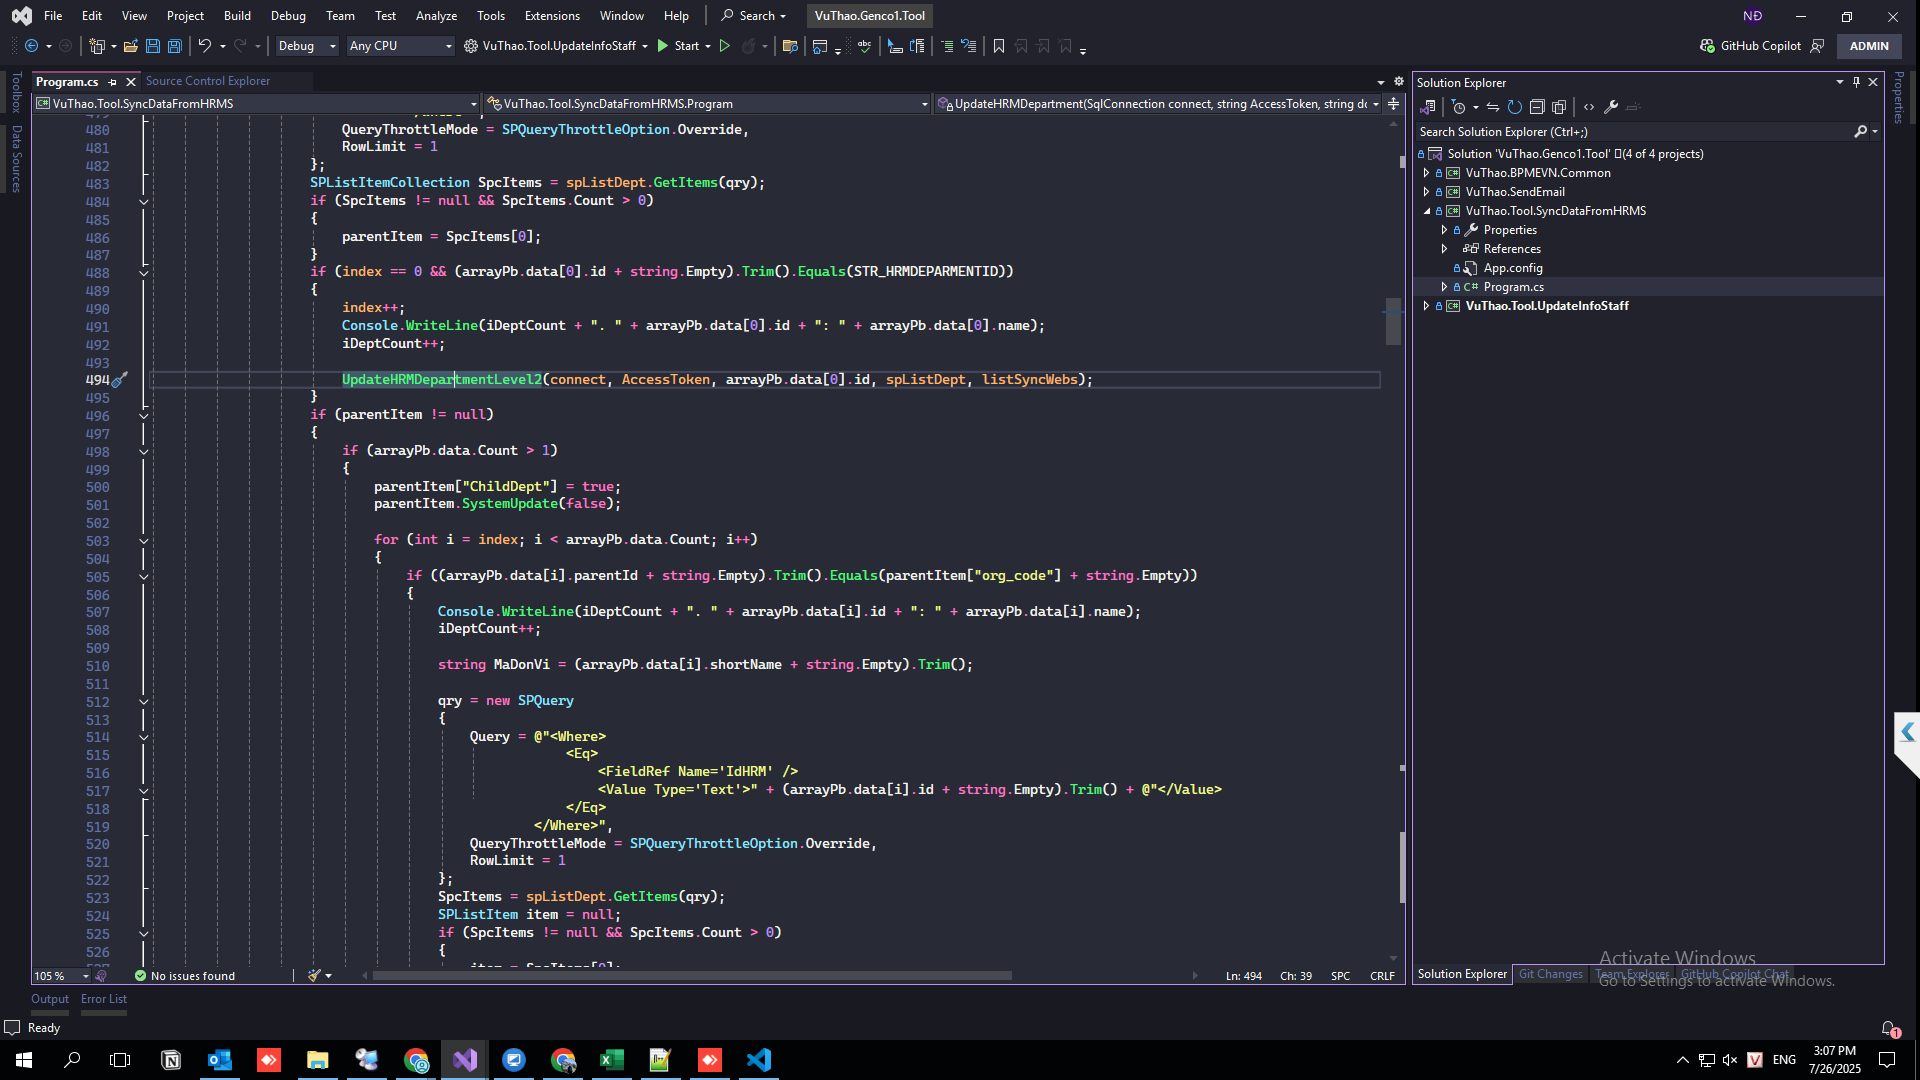 File Edit View Project Build Debug Team Test Analyze Tools Extensions Window Help Search VuThao.Genco1.Tool NĐ
Debug Any CPU VuThao.Tool.UpdateInfoStaff Start GitHub Copilot ADMIN
Toolbox
Data Sources
Program.cs Source Control Explorer
VuThao.Tool.SyncDataFromHRMS VuThao.Tool.SyncDataFromHRMS.Program UpdateHRMDepartment(SqlConnection connect, string AccessToken, string do
480 QueryThrottleMode = SPQueryThrottleOption.Override,
481 RowLimit = 1
482 };
483 SPListItemCollection SpcItems = spListDept.GetItems(qry);
484 if (SpcItems != null && SpcItems.Count > 0)
485 {
486 parentItem = SpcItems[0];
487 }
488 if (index == 0 && (arrayPb.data[0].id + string.Empty).Trim().Equals(STR_HRMDEPARMENTID))
489 {
490 index++;
491 Console.WriteLine(iDeptCount + ". " + arrayPb.data[0].id + ": " + arrayPb.data[0].name);
492 iDeptCount++;
493
494 UpdateHRMDepartmentLevel2(connect, AccessToken, arrayPb.data[0].id, spListDept, listSyncWebs);
495 }
496 if (parentItem != null)
497 {
498 if (arrayPb.data.Count > 1)
499 {
500 parentItem["ChildDept"] = true;
501 parentItem.SystemUpdate(false);
502
503 for (int i = index; i < arrayPb.data.Count; i++)
504 {
505 if ((arrayPb.data[i].parentId + string.Empty).Trim().Equals(parentItem["org_code"] + string.Empty))
506 {
507 Console.WriteLine(iDeptCount + ". " + arrayPb.data[i].id + ": " + arrayPb.data[i].name);
508 iDeptCount++;
509
510 string MaDonVi = (arrayPb.data[i].shortName + string.Empty).Trim();
511
512 qry = new SPQuery
513 {
514 Query = @"<Where>
515 <Eq>
516 <FieldRef Name='IdHRM' />
517 <Value Type='Text'>" + (arrayPb.data[i].id + string.Empty).Trim() + @"</Value>
518 </Eq>
519 </Where>",
520 QueryThrottleMode = SPQueryThrottleOption.Override,
521 RowLimit = 1
522 };
523 SpcItems = spListDept.GetItems(qry);
524 SPListItem item = null;
525 if (SpcItems != null && SpcItems.Count > 0)
526 {
105 % No issues found Ln: 494 Ch: 39 SPC CRLF
Output Error List
Ready
Solution Explorer
Search Solution Explorer (Ctrl+;)
Solution 'VuThao.Genco1.Tool' (4 of 4 projects)
VuThao.BPMEVN.Common
VuThao.SendEmail
VuThao.Tool.SyncDataFromHRMS
Properties
References
App.config
C# Program.cs
VuThao.Tool.UpdateInfoStaff
Properties
Activate Windows
Go to Settings to activate Windows.
Solution Explorer Git Changes Team Explorer GitHub Copilot Chat
1
ENG
3:07 PM
7/26/2025